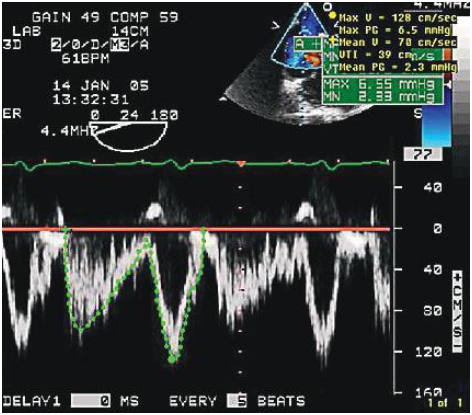 GAIN 49 COMP 59
LAB 14CM
3D 2/0/D/M3/A
61BPM
14 JAN 05
13:32:31
ER 0 24 180
4.4MHZ
4.4MHZ
Max V = 128 cm/sec
Max PG = 6.5 mmHg
Mean V = 70 cm/sec
VTI = 39 cm
Mean PG = 2.3 mmHg
A +
m/s
MAX 6.55 mmHg
MN 2.33 mmHg
S
77
40
0
40
80
120
160
CM/S
DELAY1 0 MS EVERY 5 BEATS
1 of 1